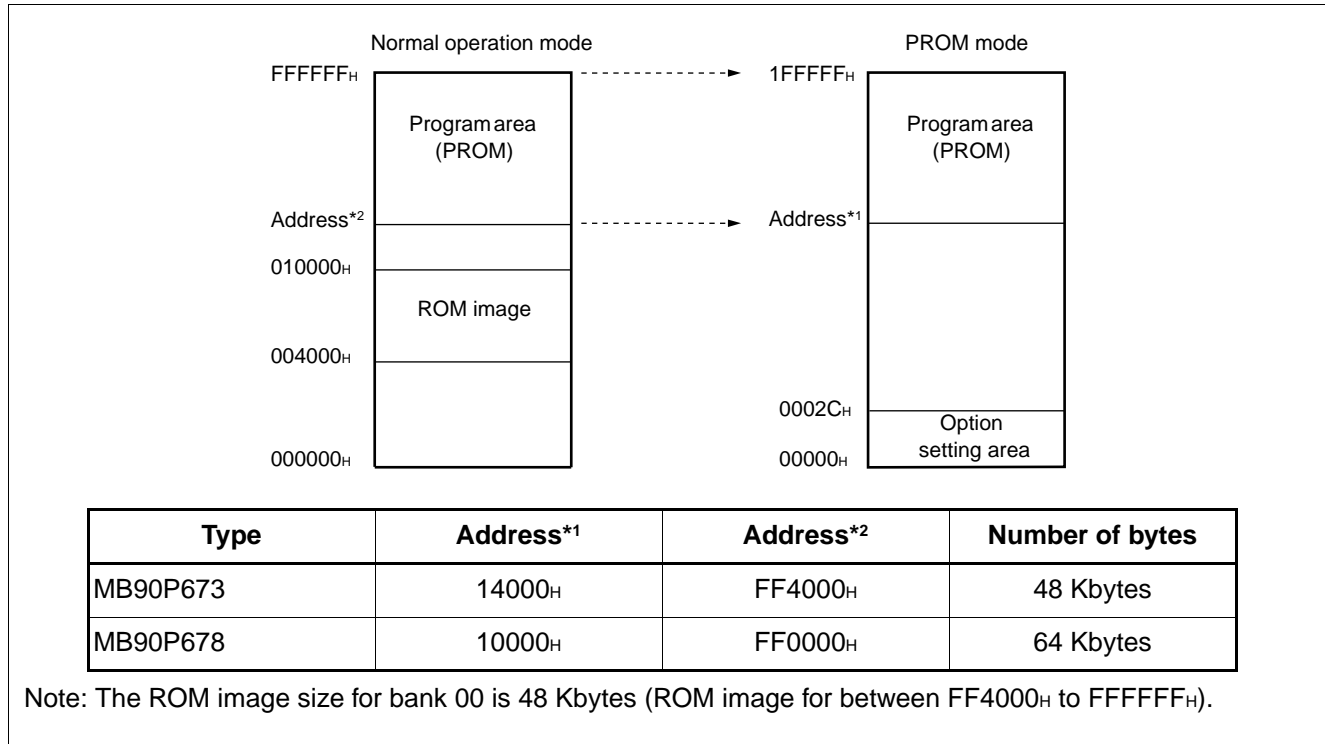 Normal operation mode PROM mode
FFFFFFH 1FFFFFH
Program area
(PROM)
Program area
(PROM)
Address*2 Address*1
010000H
ROM image
004000H
0002CH
Option
setting area
000000H 00000H
Type Address*1 Address*2 Number of bytes
MB90P673 14000H FF4000H 48 Kbytes
MB90P678 10000H FF0000H 64 Kbytes
Note: The ROM image size for bank 00 is 48 Kbytes (ROM image for between FF4000H to FFFFFFH).